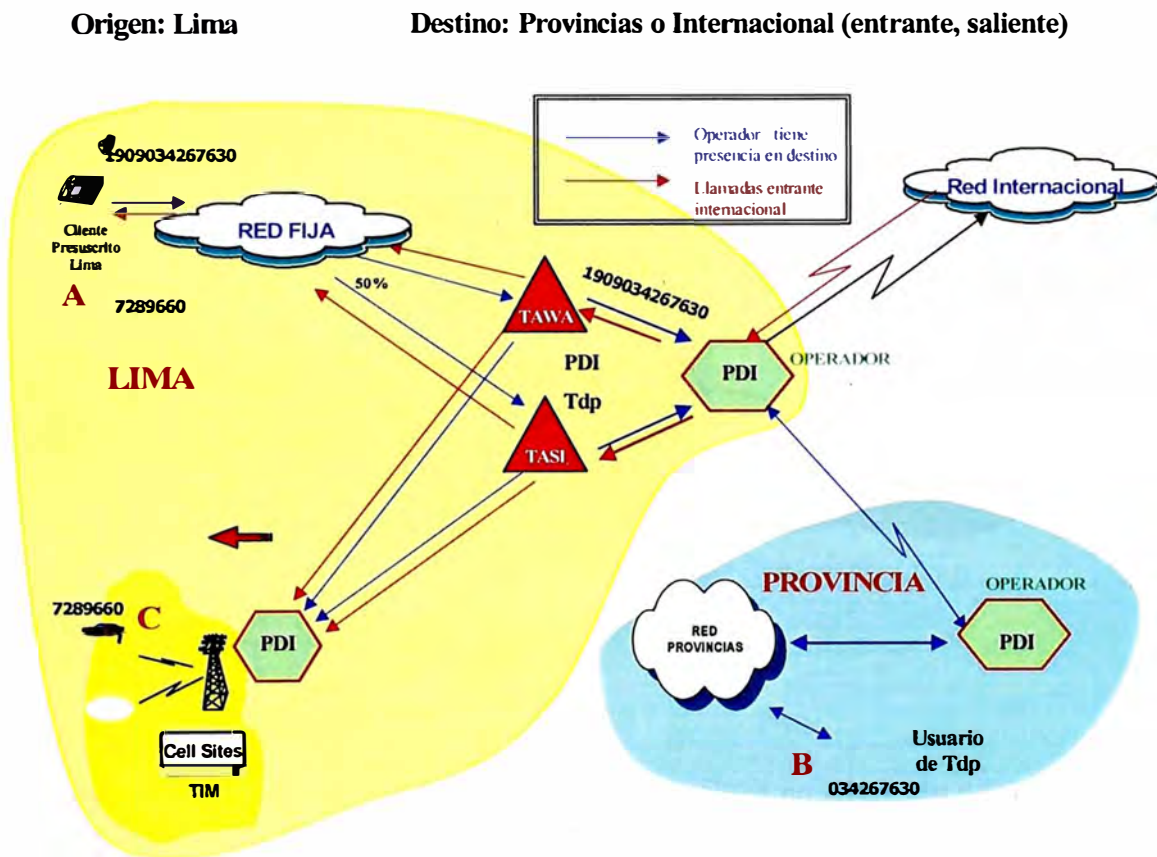 Origen: Lima
Destino: Provincias o Internacional (entrante, saliente)
Operador tiene
presencia en destino
Llamadas entrante
internacional
1909034267630
Cliente
Presuscrito
Lima
A
7289660
RED FIJA
50%
LIMA
TAWA
1909034267630
PDI
Tdp
TASI
PDI
OPERADOR
Red Internacional
7289660
C
PDI
Cell Sites
TIM
PROVINCIA
OPERADOR
PDI
RED
PROVINCIAS
B
Usuario
de Tdp
034267630